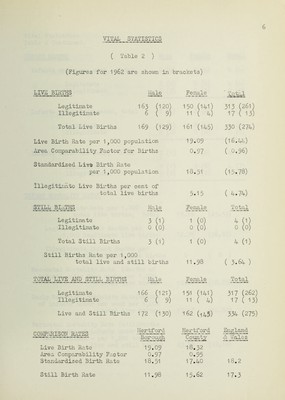 6
VITAL STATISTICS
( Table 2 )
(Figures for 1962 are shown in brackets)
LIVE BIRTHS Male Female Total
Legitimate 163 (120) 150 (141) 313 (261)
Illegitimate 6 ( 9) 11 ( 4) 17 ( 13)
Total Live Births 169 (129) 161 (145) 330 (274)
Live Birth Rate per 1,000 population 19.09 (16.44)
Area Comparability Factor for Births 0.97 ( 0.96)
Standardized Live Birth Rate
per 1,000 population 18.51 (15.78)
Illegitimate Live Births per cent of
total live births 5.15 ( 4.74)
STILL BIRTHS Male Female Total
Legitimate 3 (1) 1 (0) 4 (1)
Illegitimate 0 (0) 0 (0) 0 (0)
Total Still Births 3 (1) 1 (0) 4 (1)
Still Births Rate per 1,000
total live and still births 11.98 ( 3.64 )
TOTAL LIVE AND STILL BIRTHS Male Female Total
Legitimate 166 (121) 151 (141) 317 (262)
Illegitimate 6 ( 9) 11 ( 4) 17 ( 13)
Live and Still Births 172 (130) 162 (145) 334 (275)
COMPARISON RATES Hertford Borough Hertford County England & Wales
Live Birth Rate 19.09 18.32
Area Comparability Factor 0.97 0.95
Standardized Birth Rate 18.51 17.40 18.2
Still Birth Rate 11.98 15.62 17.3